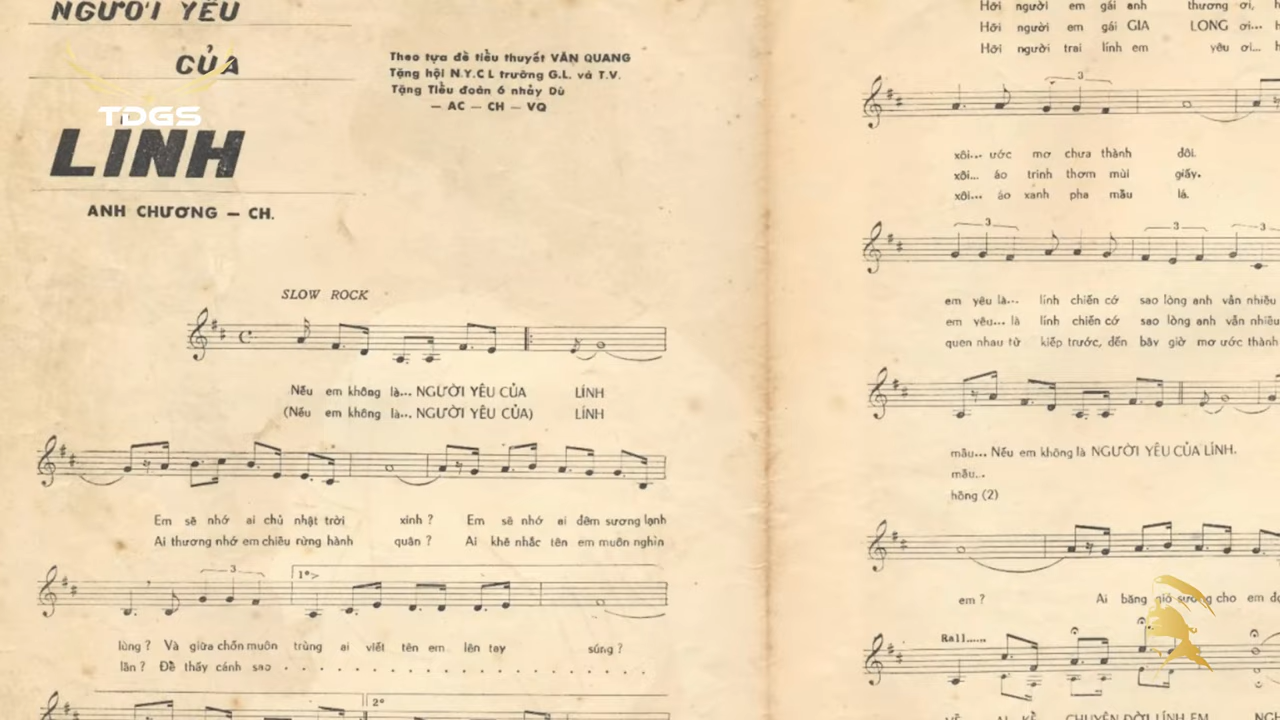 NGƯỜI YÊU
CỦA
TDGS
LÍNH
ANH CHƯƠNG — CH.
Theo tựa đề tiểu thuyết VĂN QUANG
Tặng hội N.Y.C L trường G.L. và T.V.
Tặng Tiểu đoàn 6 nhảy Dù
— AC — CH — VQ
SLOW ROCK
Nếu em không là... NGƯỜI YÊU CỦA LÍNH
(Nếu em không là... NGƯỜI YÊU CỦA) LÍNH
Em sẽ nhớ ai chủ nhật trời xinh ? Em sẽ nhớ ai đêm sương lạnh
Ai thương nhớ em chiều rừng hành quân ? Ai khẽ nhắc tên em muôn nghìn
3
1°>
lùng ? Và giữa chốn muôn trùng ai viết tên em lên tay súng ?
lần ? Để thấy cánh sao . . . . . . . . . . . . . . . . . . .
2°
Hỡi người em gái anh thương ơi,
Hỡi người em gái GIA LONG ơi...
Hỡi người trai lính em yêu ơi...
3
xôi... ước mơ chưa thành đôi.
xôi... áo trinh thơm mùi giấy.
xôi... áo xanh pha mầu lá.
3 3 3
em yêu là... lính chiến cớ sao lòng anh vẫn nhiều
em yêu... là lính chiến cớ sao lòng anh vẫn nhiều
quen nhau từ kiếp trước, đến bây giờ mơ ước thành
mầu... Nếu em không là NGƯỜI YÊU CỦA LÍNH.
mầu...
hồng (2)
em ? Ai băng gió sương cho em
Rall......
VỀ AI KỂ CHUYỆN ĐỜI LÍNH EM